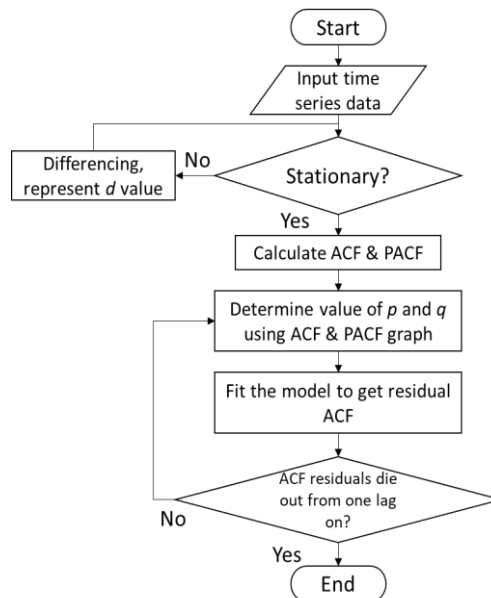 Start
Input time
series data
Differencing,
represent d value
No
Stationary?
Yes
Calculate ACF & PACF
Determine value of p and q
using ACF & PACF graph
Fit the model to get residual
ACF
ACF residuals die
out from one lag
on?
No
Yes
End